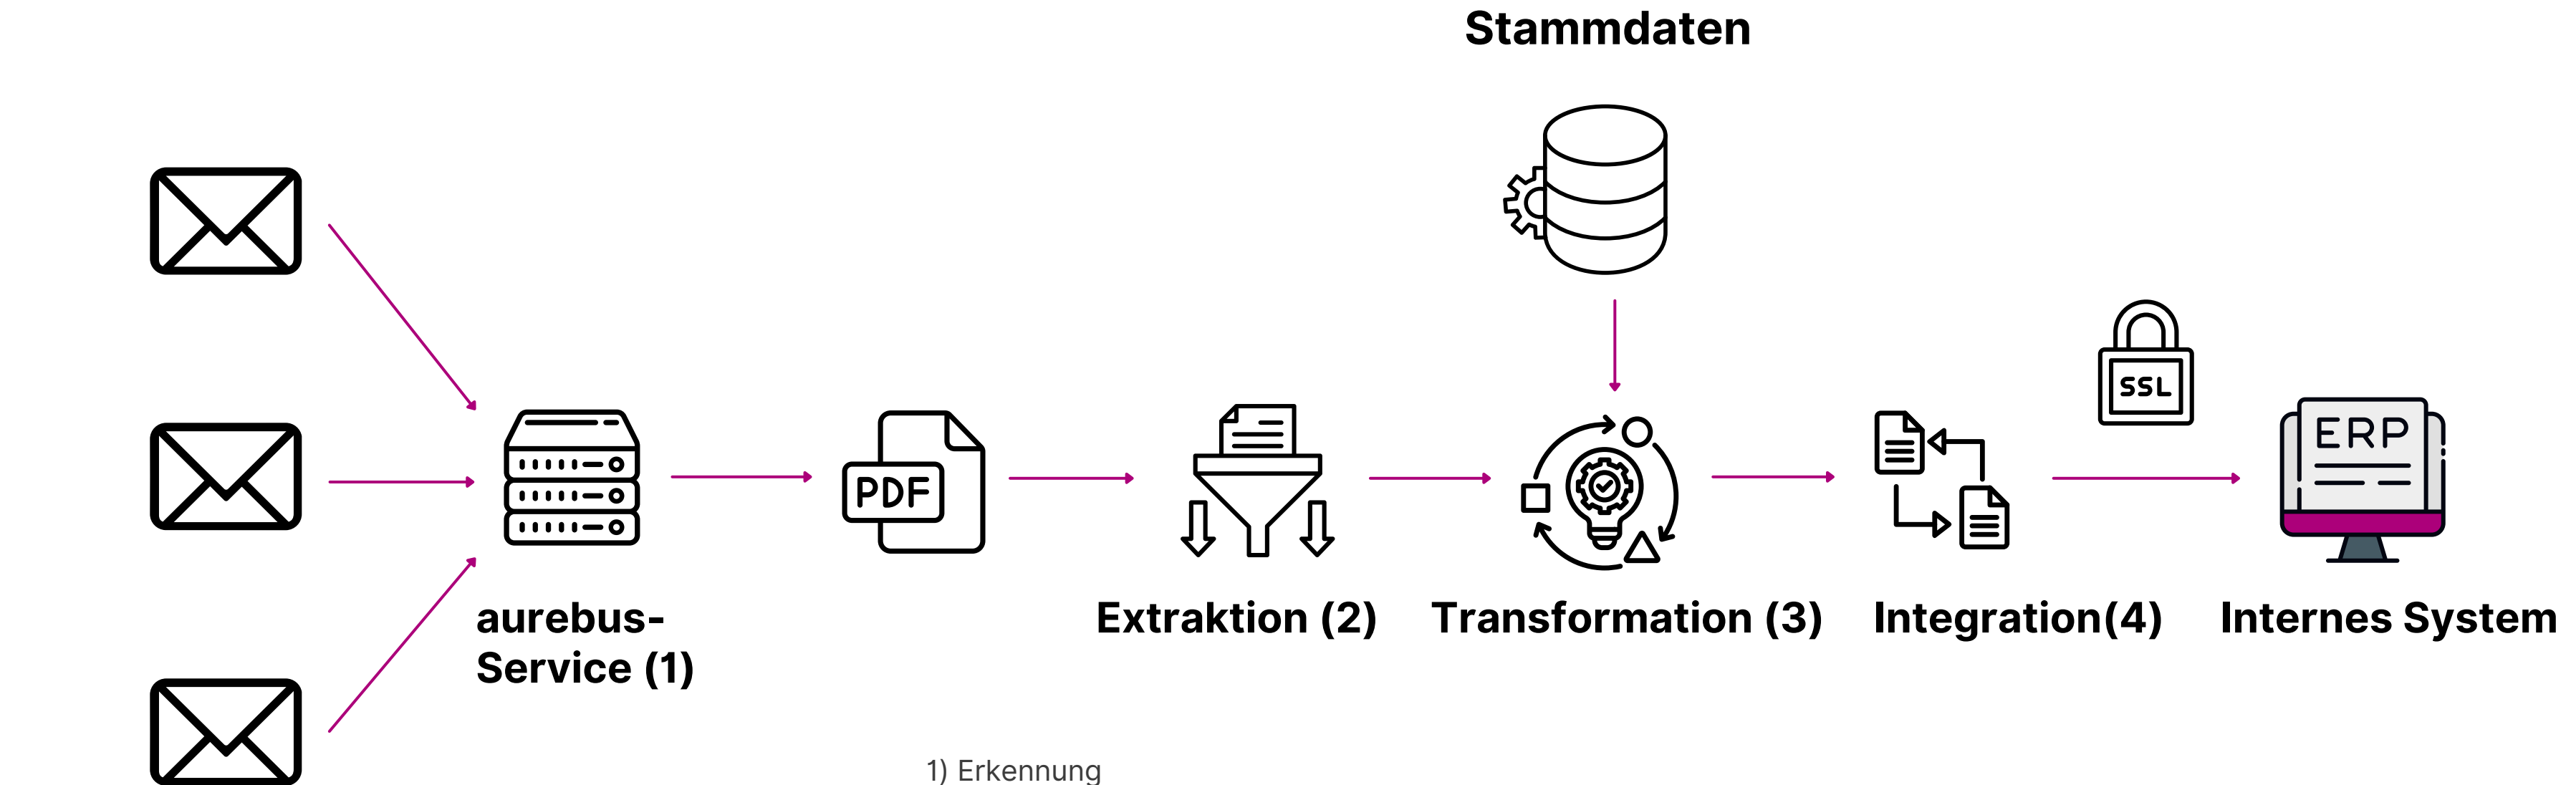 Stammdaten
SSL
ERP
PDF
aurebus-
Service (1)
Extraktion (2)
Transformation (3)
Integration(4)
Internes System
1) Erkennung